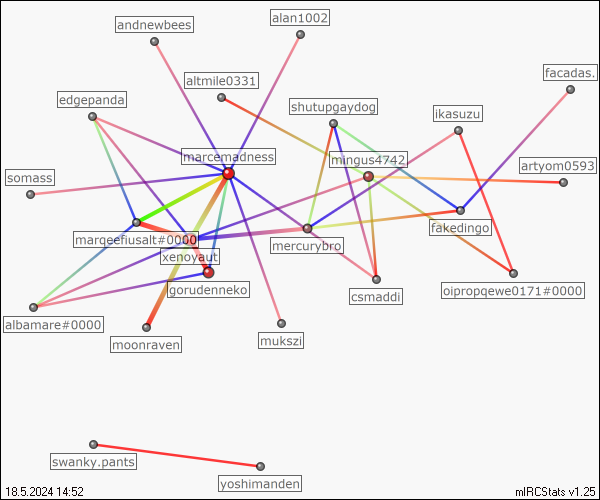 alan1002
andnewbees
facadas.
altmile0331
edgepanda
shutupgaydog
ikasuzu
marcemadness
mingus4742
artyom0593
somass
fakedingo
marqeefiusalt#0000
mercurybro
xenoyaut
gorudenneko
csmaddi
oipropqewe0171#0000
albamare#0000
moonraven
mukszi
swanky.pants
yoshimanden
18.5.2024 14:52
mIRCStats v1.25